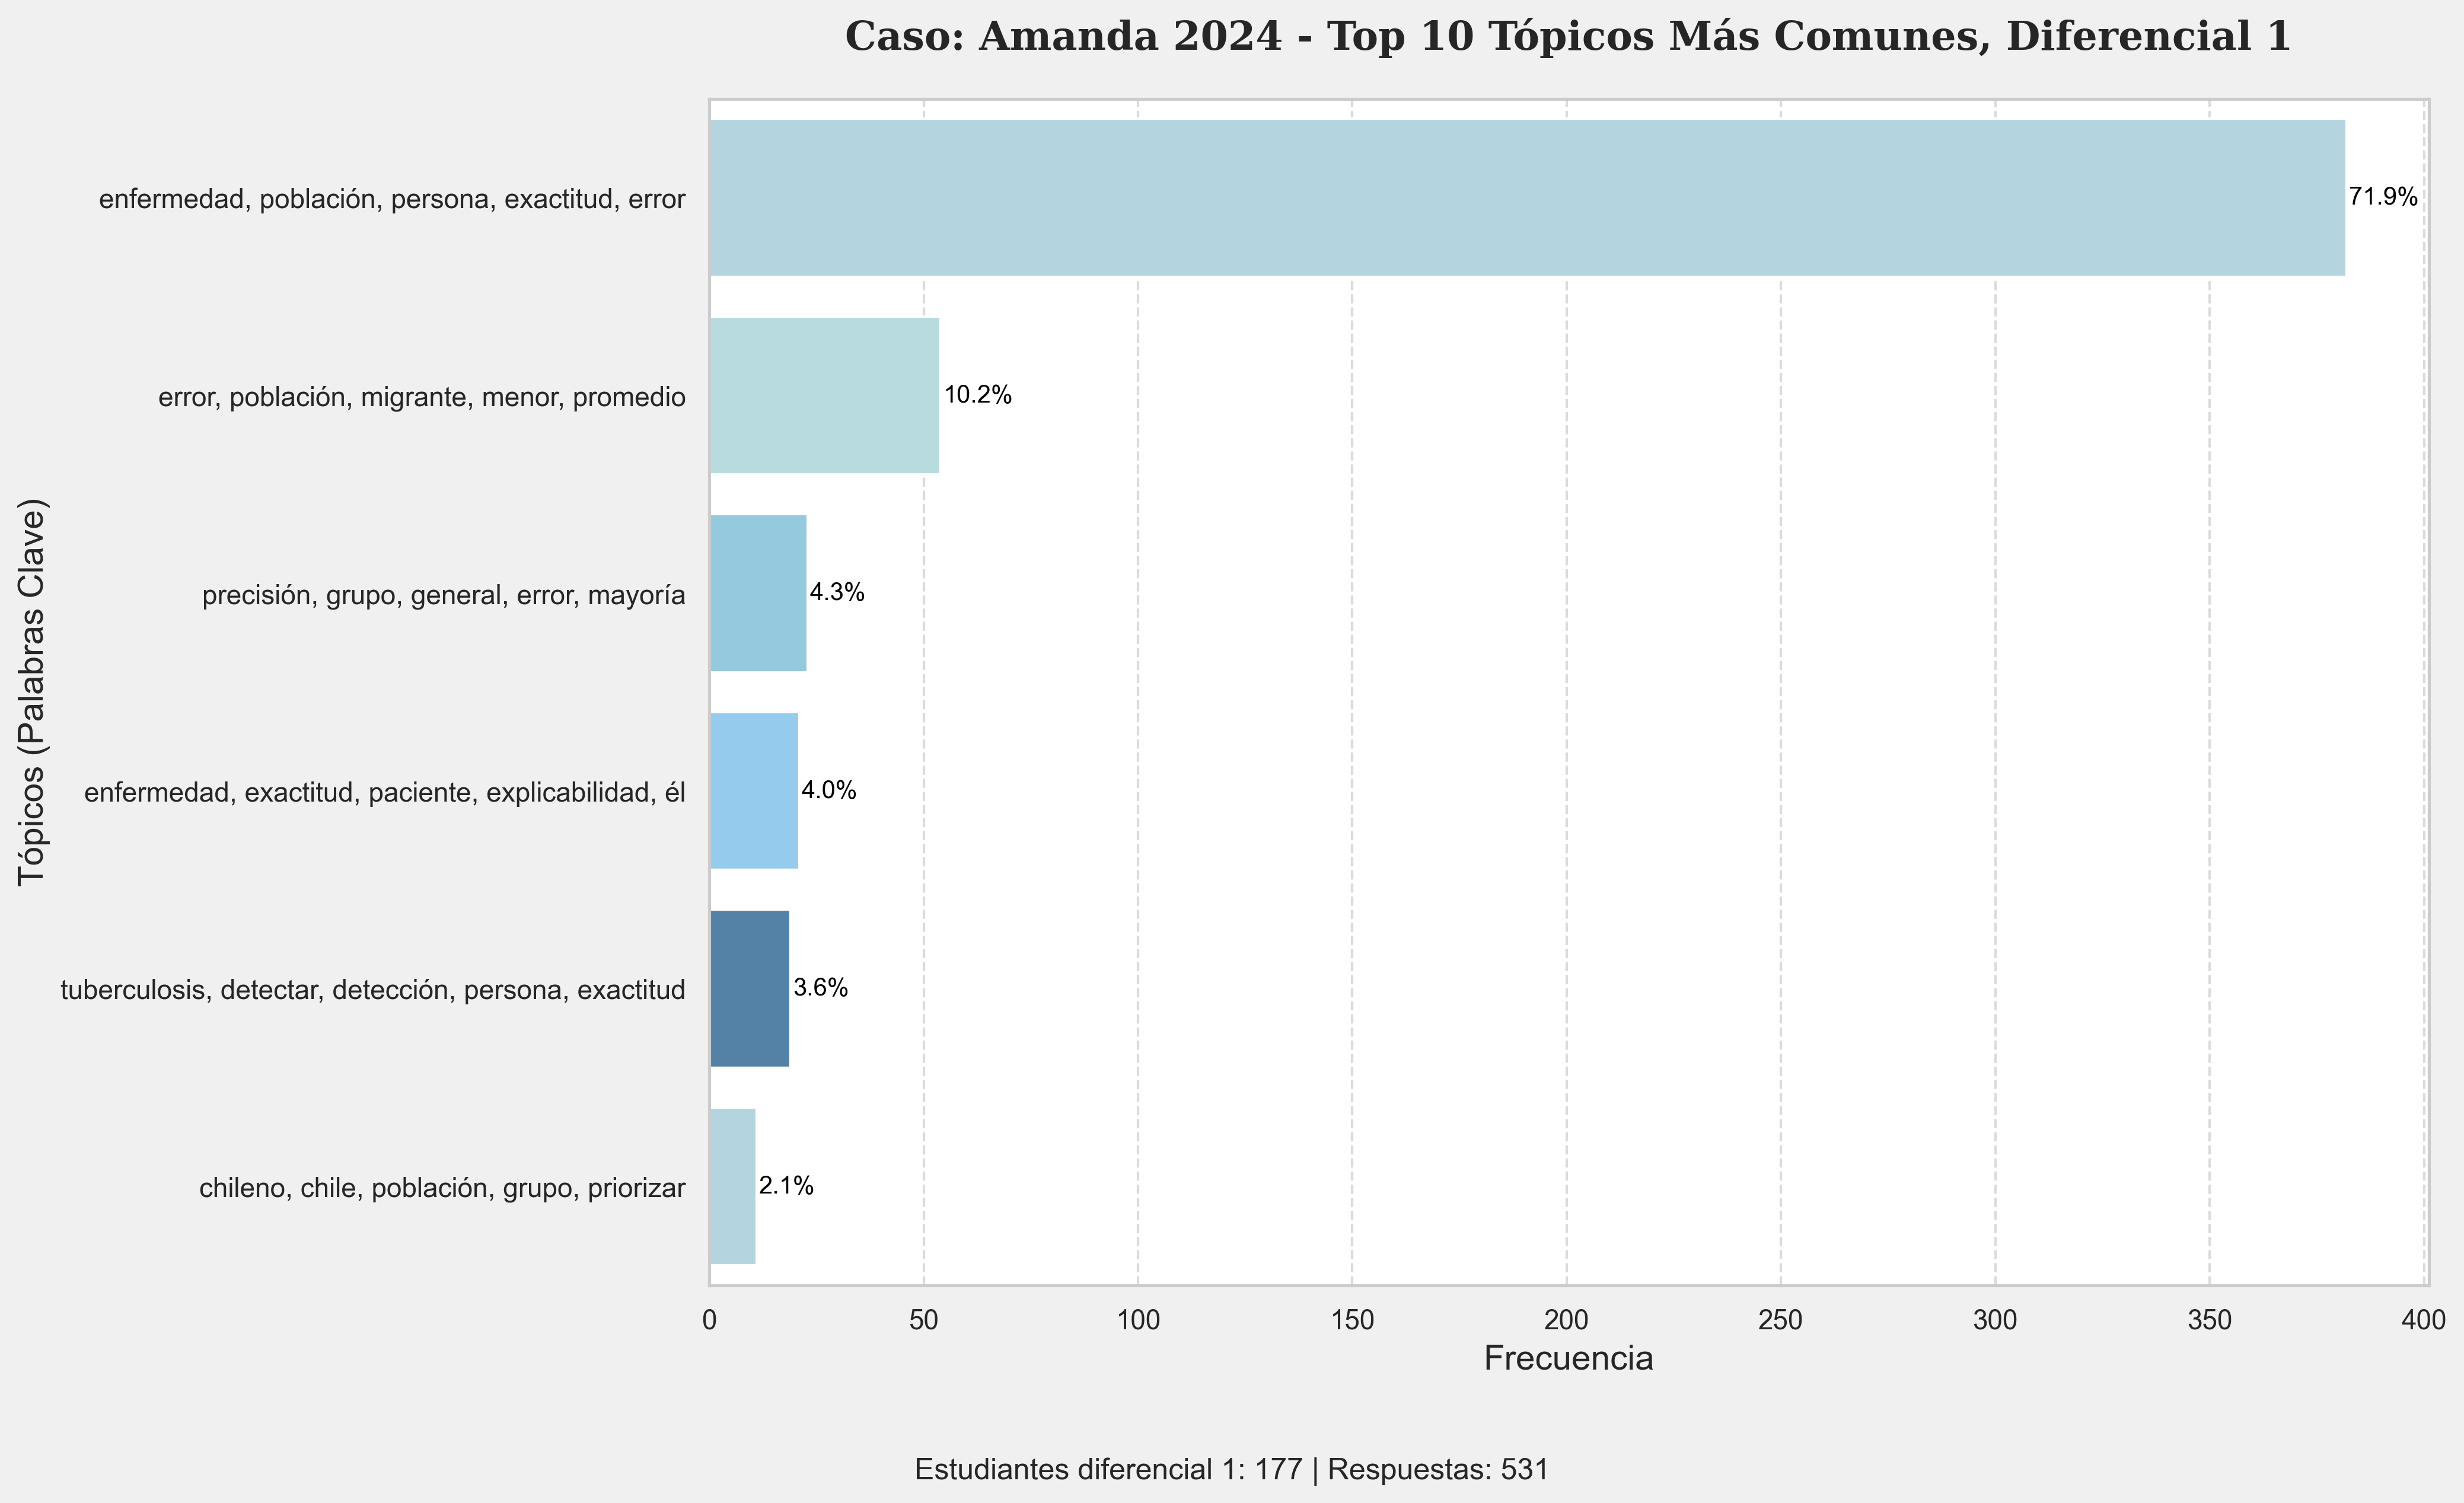 Caso: Amanda 2024 - Top 10 Tópicos Más Comunes, Diferencial 1
Tópicos (Palabras Clave)
enfermedad, población, persona, exactitud, error
71.9%
error, población, migrante, menor, promedio
10.2%
precisión, grupo, general, error, mayoría
4.3%
enfermedad, exactitud, paciente, explicabilidad, él
4.0%
tuberculosis, detectar, detección, persona, exactitud
3.6%
chileno, chile, población, grupo, priorizar
2.1%
0 50 100 150 200 250 300 350 400
Frecuencia
Estudiantes diferencial 1: 177 | Respuestas: 531